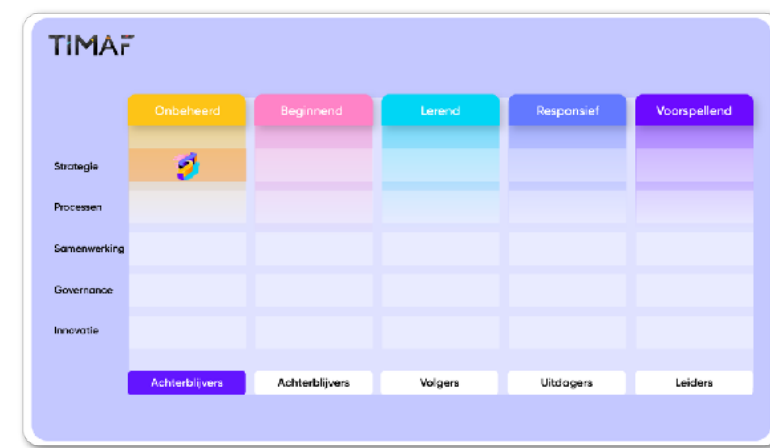 TIMAF
Onbeheerd Beginnend Lerend Responsief Voorspellend
Strategie
Processen
Samenwerking
Governance
Innovatie
Achterblijvers Achterblijvers Volgers Uitdagers Leiders